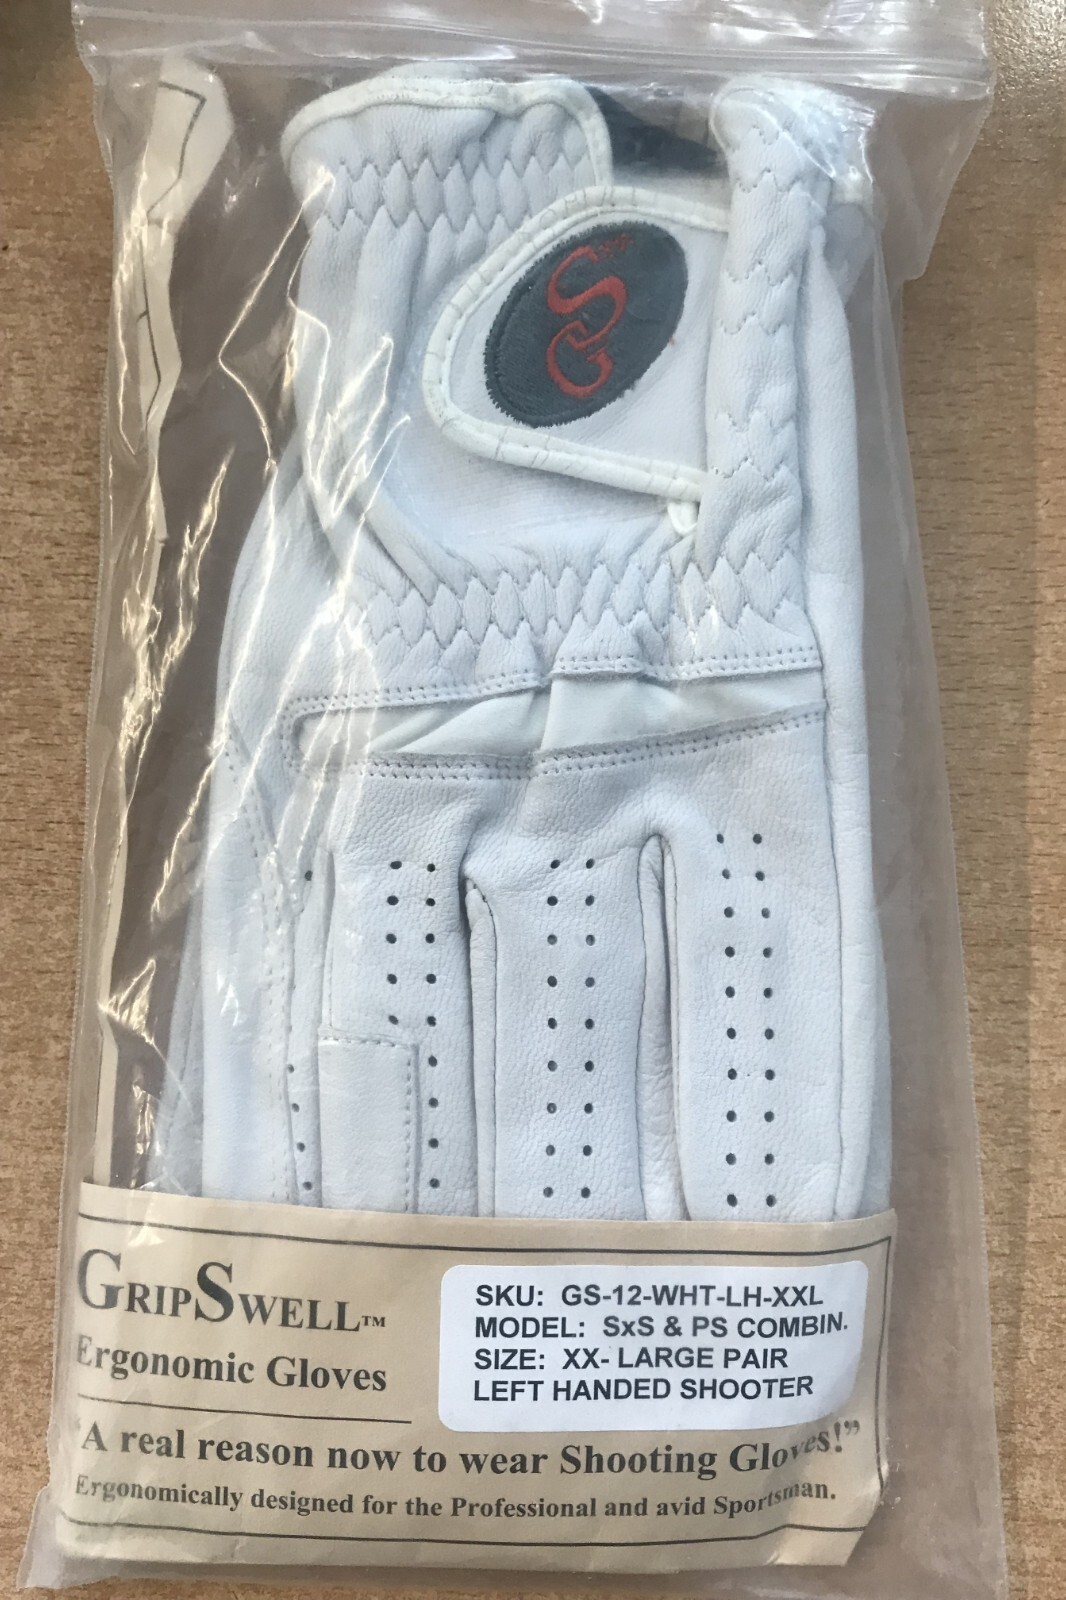 GS
GRIPSWELL™
Ergonomic Gloves
SKU: GS-12-WHT-LH-XXL
MODEL: SxS & PS COMBIN.
SIZE: XX- LARGE PAIR
LEFT HANDED SHOOTER
"A real reason now to wear Shooting Gloves!"
Ergonomically designed for the Professional and avid Sportsman.